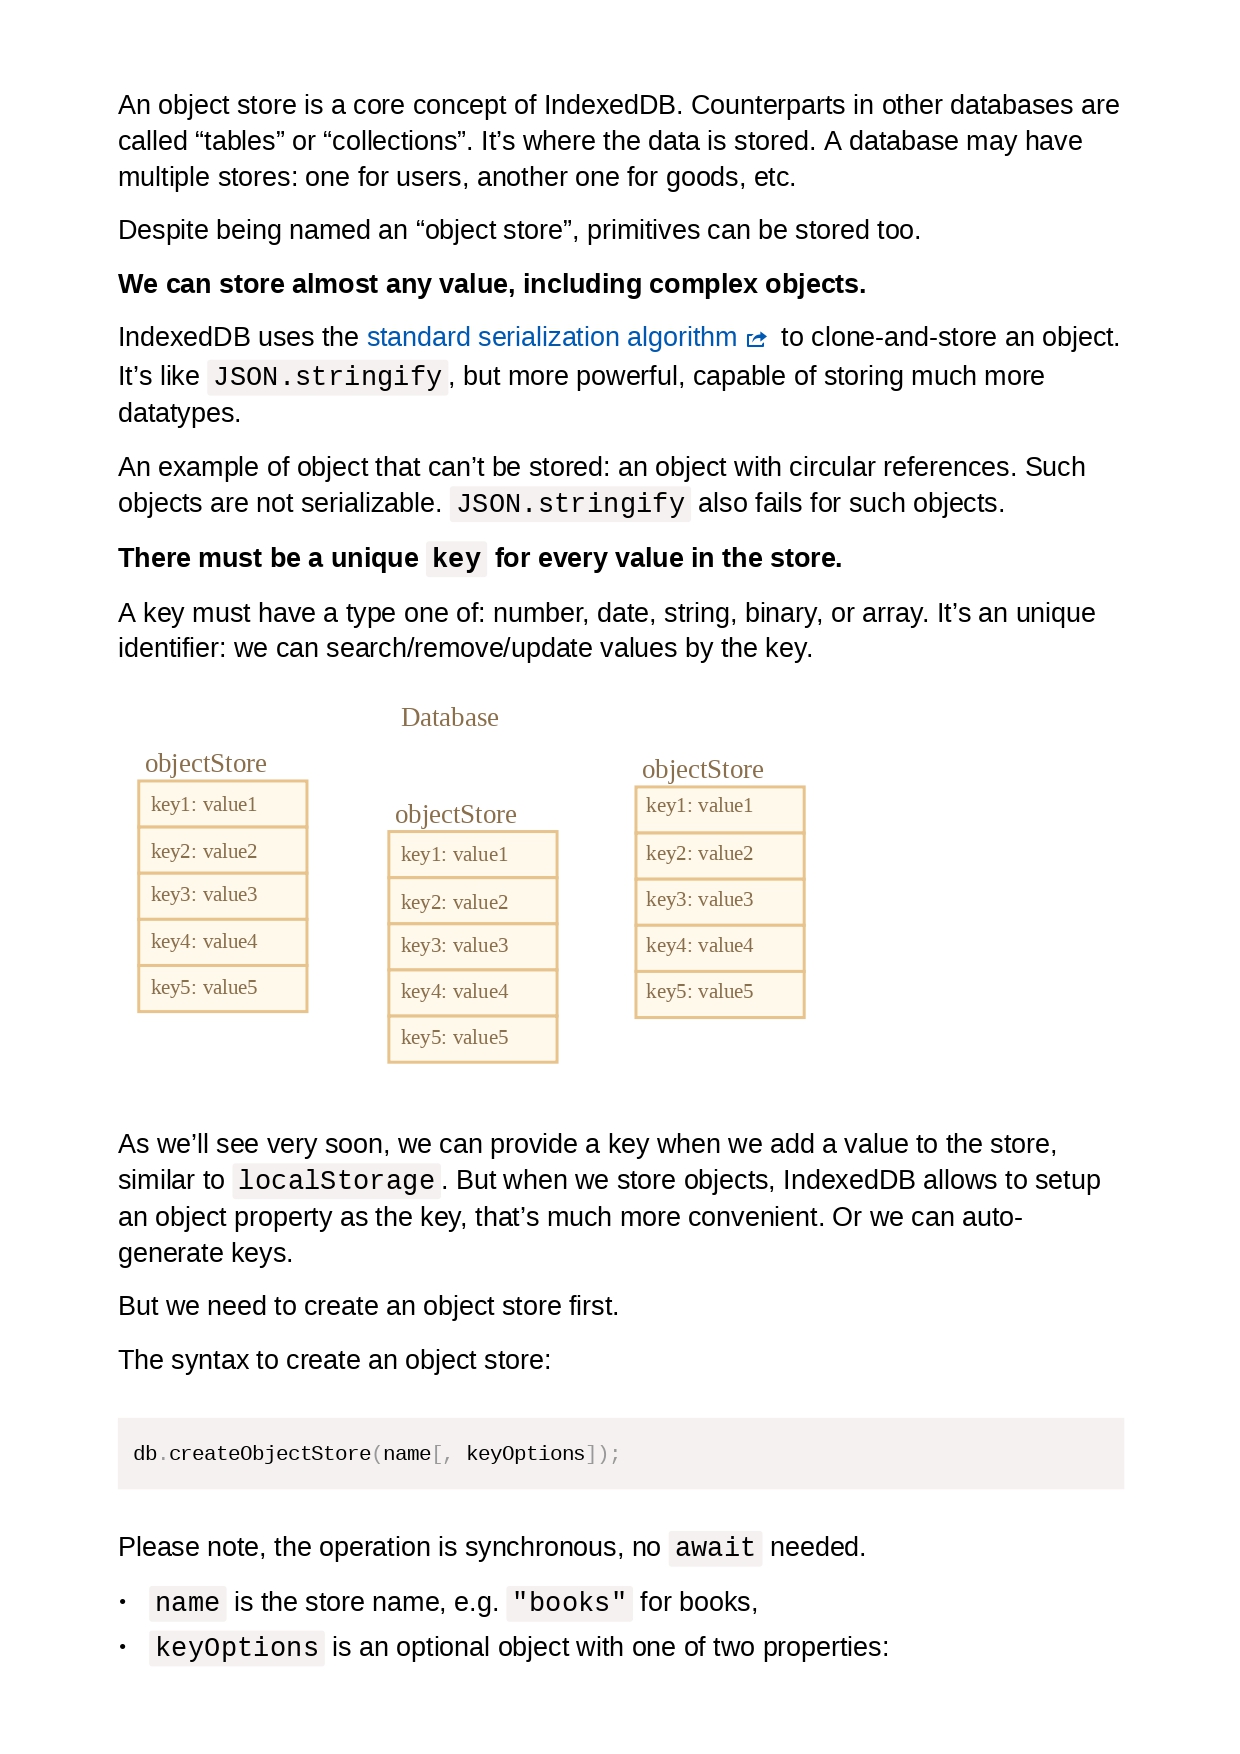 An object store is a core concept of IndexedDB. Counterparts in other databases are
called “tables” or “collections”. It’s where the data is stored. A database may have
multiple stores: one for users, another one for goods, etc.
Despite being named an “object store”, primitives can be stored too.
We can store almost any value, including complex objects.
IndexedDB uses the standard serialization algorithm to clone-and-store an object.
It’s like JSON.stringify, but more powerful, capable of storing much more
datatypes.
An example of object that can’t be stored: an object with circular references. Such
objects are not serializable. JSON.stringify also fails for such objects.
There must be a unique key for every value in the store.
A key must have a type one of: number, date, string, binary, or array. It’s an unique
identifier: we can search/remove/update values by the key.
Database
objectStore
key1: value1
key2: value2
key3: value3
key4: value4
key5: value5
objectStore
key1: value1
key2: value2
key3: value3
key4: value4
key5: value5
objectStore
key1: value1
key2: value2
key3: value3
key4: value4
key5: value5
As we’ll see very soon, we can provide a key when we add a value to the store,
similar to localStorage. But when we store objects, IndexedDB allows to setup
an object property as the key, that’s much more convenient. Or we can auto-
generate keys.
But we need to create an object store first.
The syntax to create an object store:
db.createObjectStore(name[, keyOptions]);
Please note, the operation is synchronous, no await needed.
• name is the store name, e.g. "books" for books,
• keyOptions is an optional object with one of two properties: